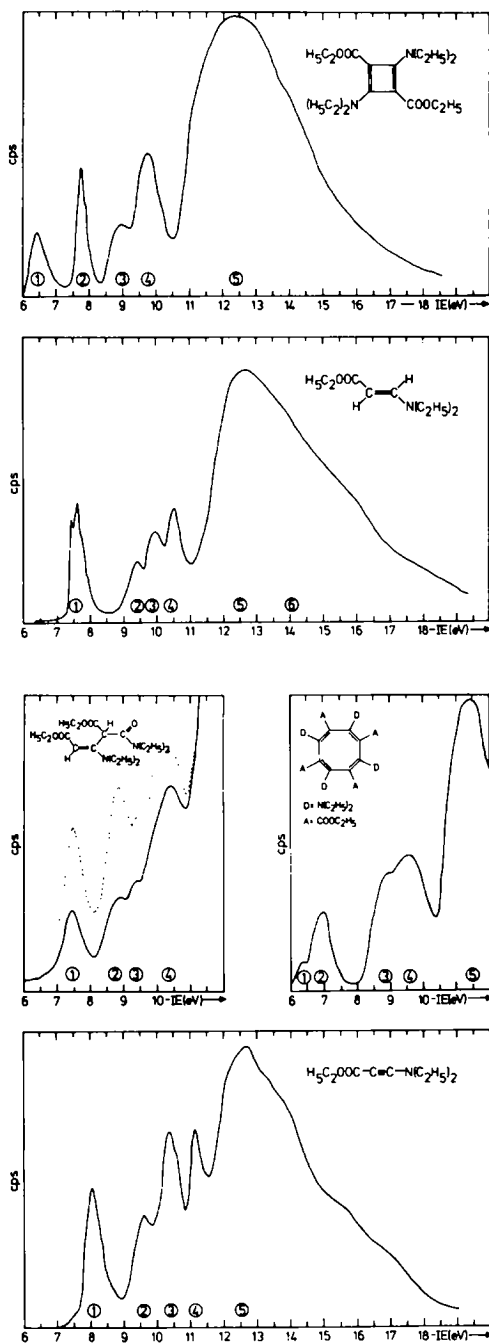 H₅C₂OOC N(C₂H₅)₂
(H₅C₂)₂N COOC₂H₅
cps
① ② ③ ④ ⑤
6 7 8 9 10 11 12 13 14 15 16 17 18 IE(eV)
H₅C₂OOC H
C=C
H N(C₂H₅)₂
cps
① ② ③ ④ ⑤ ⑥
6 7 8 9 10 11 12 13 14 15 16 17 18 IE(eV)
H₅C₂OOC H O
H₅C₂OOC C-C
C=C N(C₂H₅)₂
H N(C₂H₅)₂
cps
① ② ③ ④
6 7 8 9 10 IE(eV)
A D
D A
A D
D A
D= N(C₂H₅)₂
A= COOC₂H₅
cps
① ② ③ ④ ⑤
6 7 8 9 10 IE(eV)
H₅C₂OOC-C≡C-N(C₂H₅)₂
cps
① ② ③ ④ ⑤
6 7 8 9 10 11 12 13 14 15 16 17 18 IE(eV)